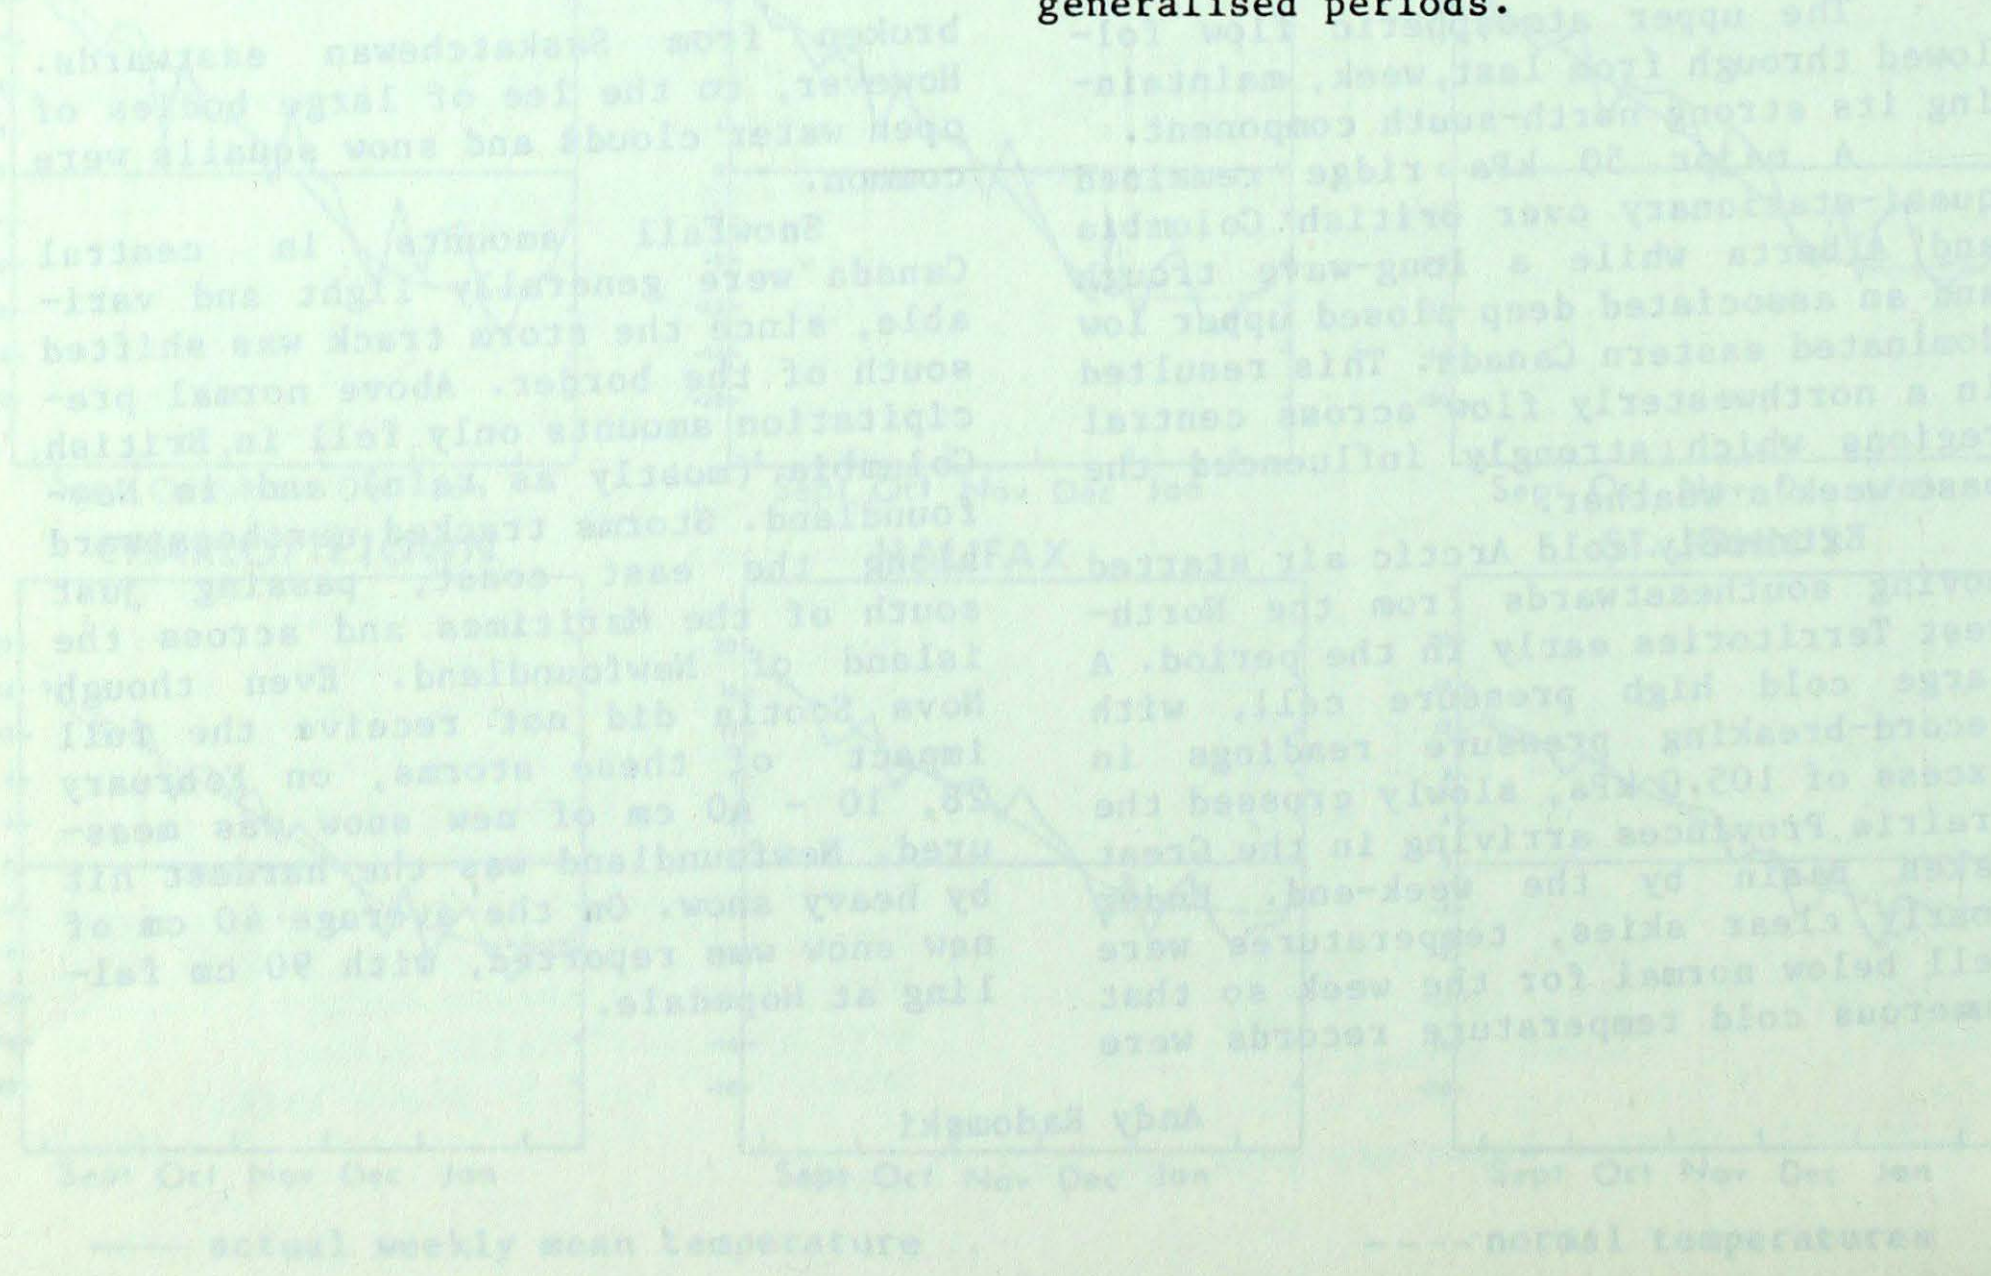 generalised periods.
The upper atmospheric flow fol-
lowed through from last week, maintain-
ing its strong north-south component.
A major 50 kPa ridge remained
quasi-stationary over British Columbia
and Alberta while a long-wave trough
and an associated deep closed upper low
dominated eastern Canada. This resulted
in a northwesterly flow across central
regions which strongly influenced the
past week's weather.
Extremely cold Arctic air started
moving southeastwards from the North-
west Territories early in the period. A
large cold high pressure cell, with
record-breaking pressure readings in
excess of 105.0 kPa, slowly crossed the
Prairie Provinces arriving in the Great
Lakes Basin by the week-end. Under
clear skies, temperatures were
well below normal for the week so that
numerous cold temperature records were
broken from Saskatchewan eastwards.
However, to the lee of large bodies of
open water clouds and snow squalls were
common.
Snowfall amounts in central
Canada were generally light and vari-
able, since the storm track was shifted
south of the border. Above normal pre-
cipitation amounts only fell in British
Columbia (mostly as rain) and in New-
foundland. Storms tracked northeastward
along the east coast, passing just
south of the Maritimes and across the
island of Newfoundland. Even though
Nova Scotia did not receive the full
impact of these storms, on February
28, 10 - 40 cm of new snow was meas-
ured. Newfoundland was the hardest hit
by heavy snow. On the average 40 cm of
new snow was reported, with 90 cm fal-
ling at Hopedale.
Andy Radomski
Sept Oct Nov Dec Jan
Sept Oct Nov Dec Jan
HALIFAX
Sept Oct Nov Dec Jan
Sept Oct Nov Dec Jan
Sept Oct Nov Dec Jan
actual weekly mean temperature
---- normal temperatures